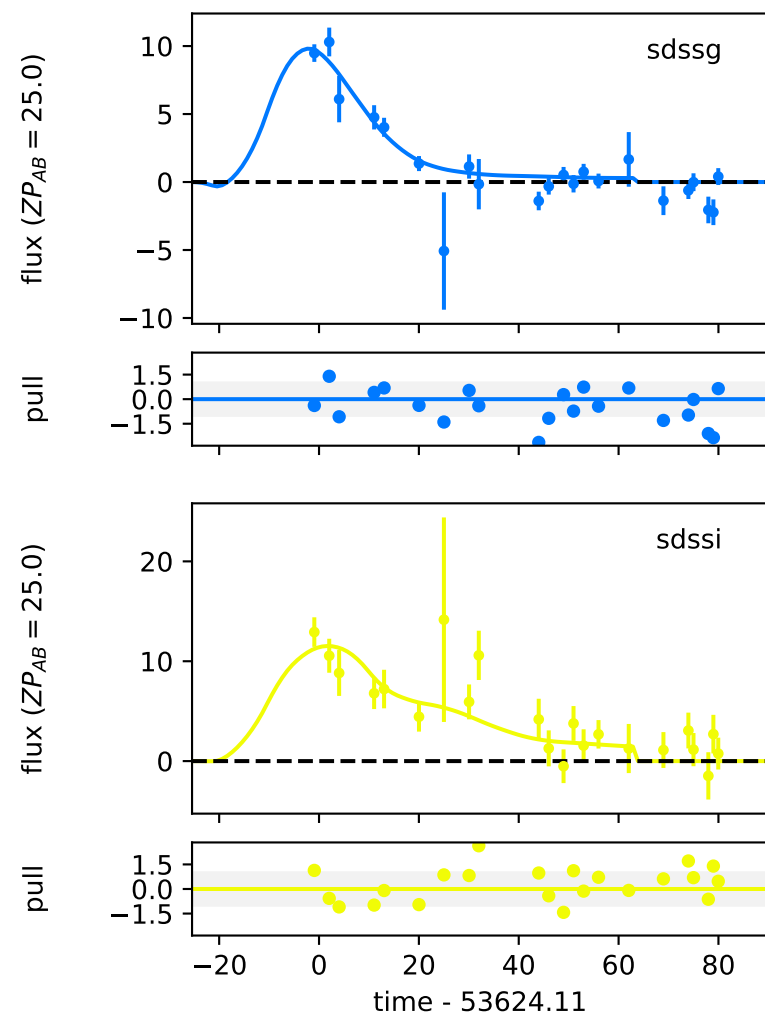 sdssg
flux (ZP_AB = 25.0)
10
5
0
−5
−10
pull
1.5
0.0
−1.5
sdssi
flux (ZP_AB = 25.0)
20
10
0
pull
1.5
0.0
−1.5
−20 0 20 40 60 80
time - 53624.11